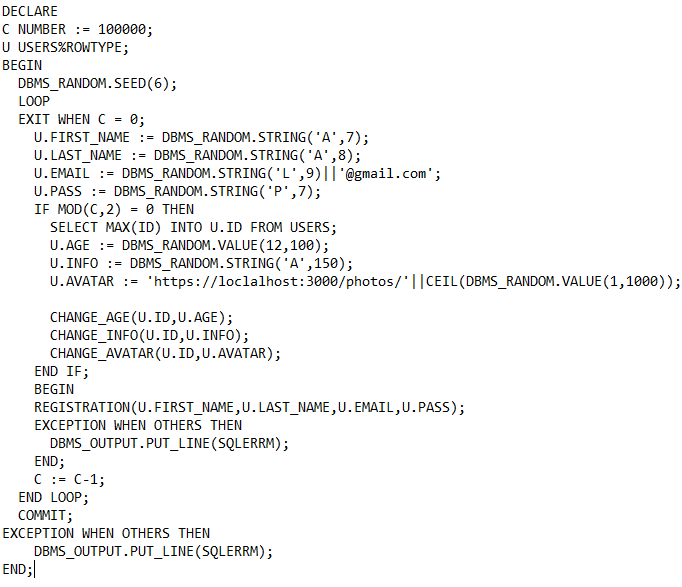 DECLARE
C NUMBER := 100000;
U USERS%ROWTYPE;
BEGIN
  DBMS_RANDOM.SEED(6);
  LOOP
  EXIT WHEN C = 0;
    U.FIRST_NAME := DBMS_RANDOM.STRING('A',7);
    U.LAST_NAME := DBMS_RANDOM.STRING('A',8);
    U.EMAIL := DBMS_RANDOM.STRING('L',9)||'@gmail.com';
    U.PASS := DBMS_RANDOM.STRING('P',7);
    IF MOD(C,2) = 0 THEN
      SELECT MAX(ID) INTO U.ID FROM USERS;
      U.AGE := DBMS_RANDOM.VALUE(12,100);
      U.INFO := DBMS_RANDOM.STRING('A',150);
      U.AVATAR := 'https://loclalhost:3000/photos/'||CEIL(DBMS_RANDOM.VALUE(1,1000));

      CHANGE_AGE(U.ID,U.AGE);
      CHANGE_INFO(U.ID,U.INFO);
      CHANGE_AVATAR(U.ID,U.AVATAR);
    END IF;
    BEGIN
    REGISTRATION(U.FIRST_NAME,U.LAST_NAME,U.EMAIL,U.PASS);
    EXCEPTION WHEN OTHERS THEN
      DBMS_OUTPUT.PUT_LINE(SQLERRM);
    END;
    C := C-1;
  END LOOP;
  COMMIT;
EXCEPTION WHEN OTHERS THEN
    DBMS_OUTPUT.PUT_LINE(SQLERRM);
END;